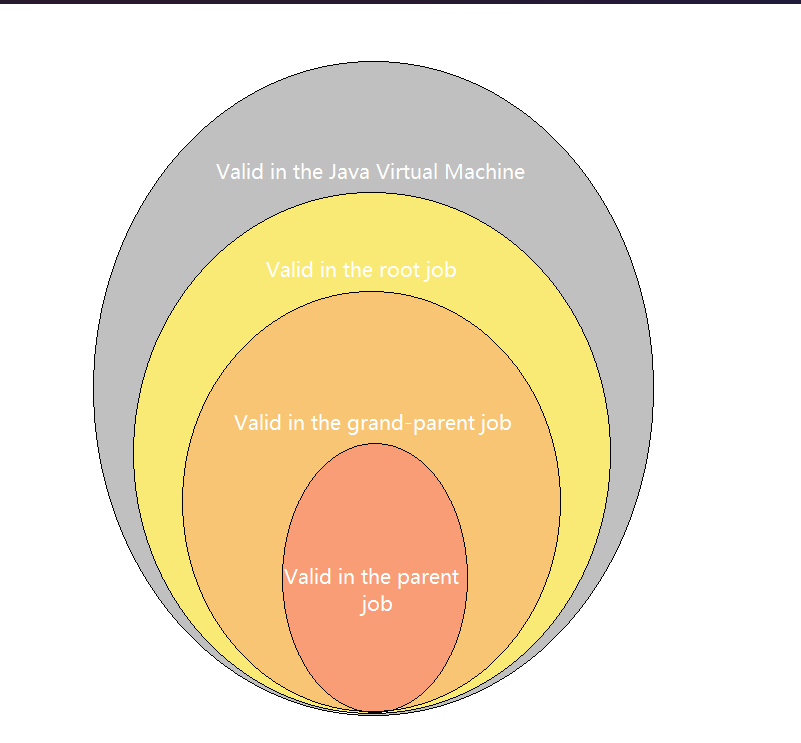 Valid in the Java Virtual Machine
Valid in the root job
Valid in the grand-parent job
Valid in the parent
job